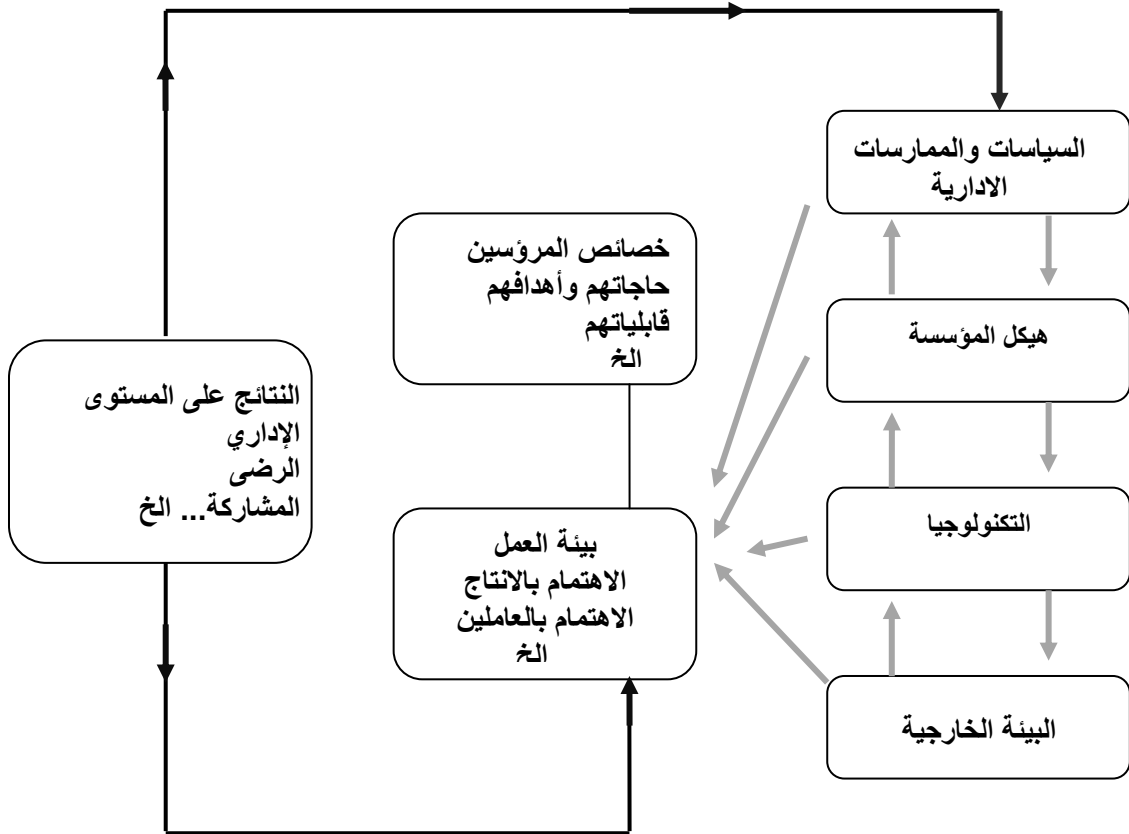 السياسات والممارسات
الادارية
هيكل المؤسسة
التكنولوجيا
البيئة الخارجية
خصائص المرؤسين
حاجاتهم وأهدافهم
قابلياتهم
الخ
بيئة العمل
الاهتمام بالانتاج
الاهتمام بالعاملين
الخ
النتائج على المستوى
الإداري
الرضى
المشاركة... الخ